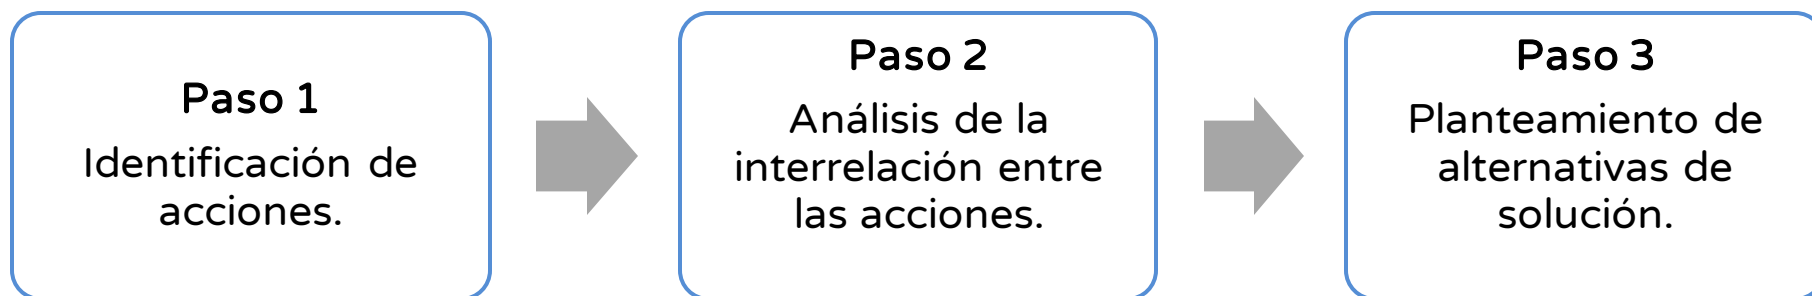 Paso 1
Identificación de
acciones.
Paso 2
Análisis de la
interrelación entre
las acciones.
Paso 3
Planteamiento de
alternativas de
solución.